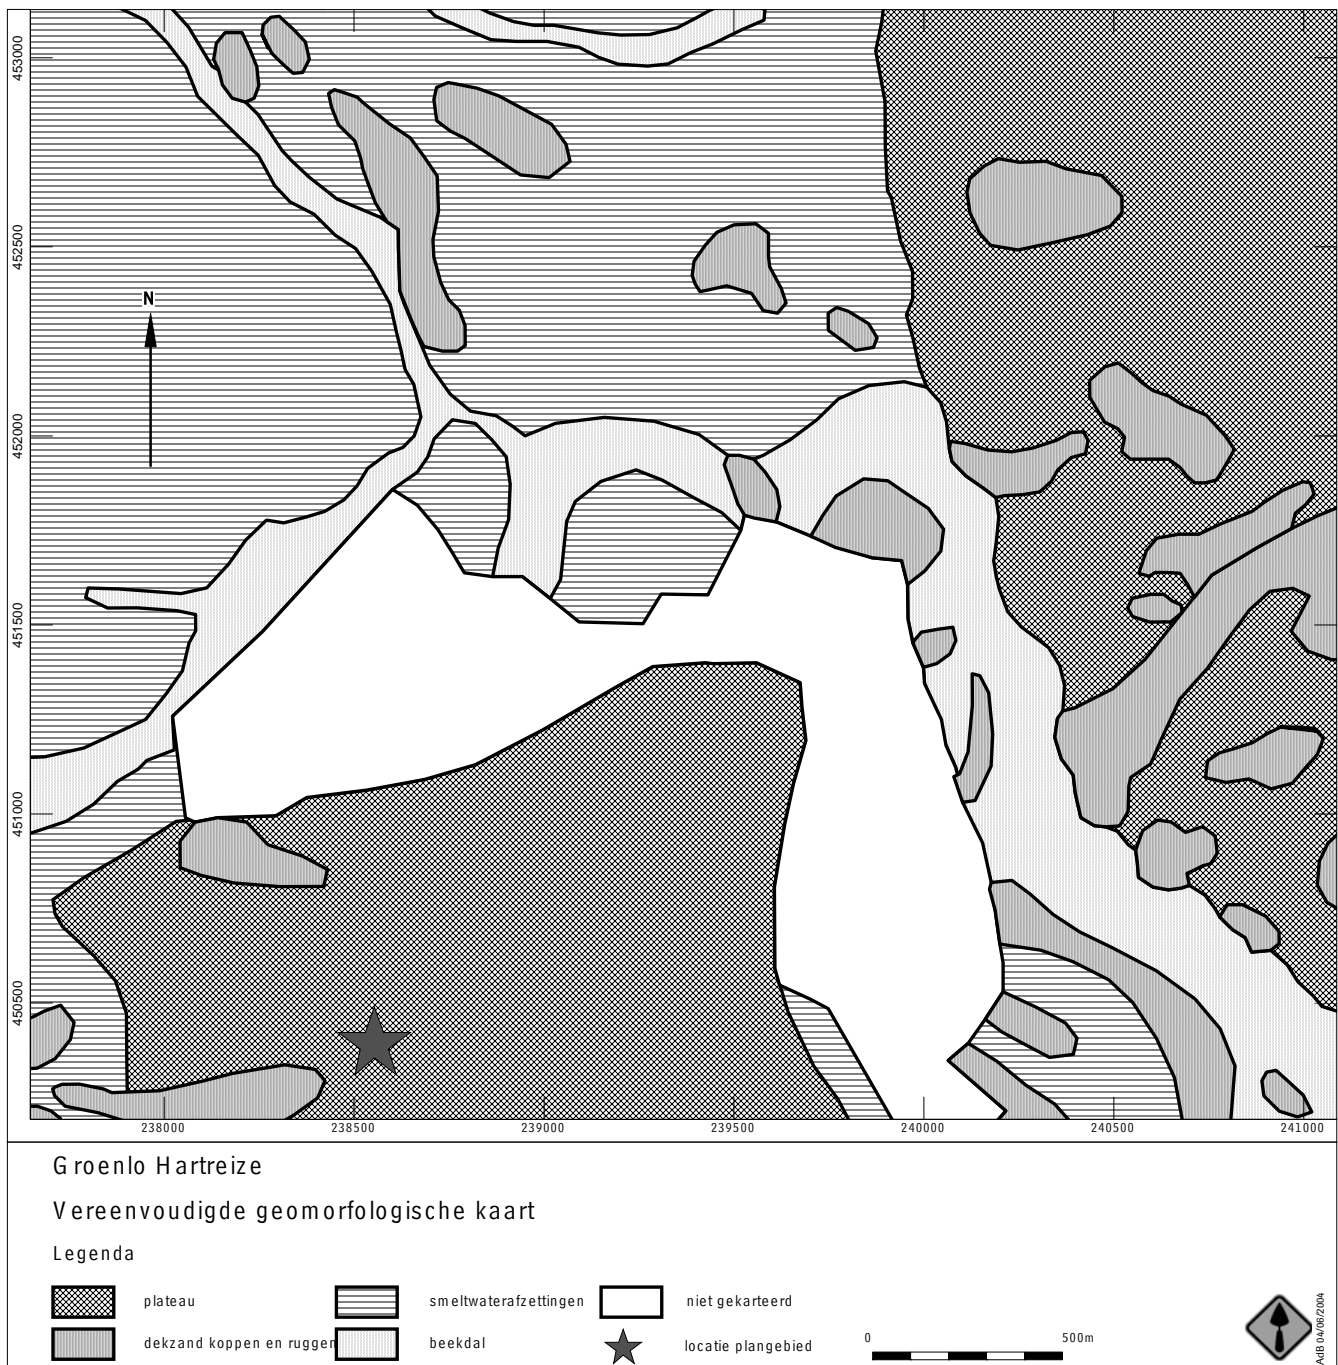 453000
452500
N
452000
451500
451000
450500
238000 238500 239000 239500 240000 240500 241000
Groenlo Hartreize
Vereenvoudigde geomorfologische kaart
Legenda
plateau smeltwaterafzettingen niet gekarteerd
dekzand koppen en ruggen beekdal locatie plangebied
0 500m
AdB 04/06/2004